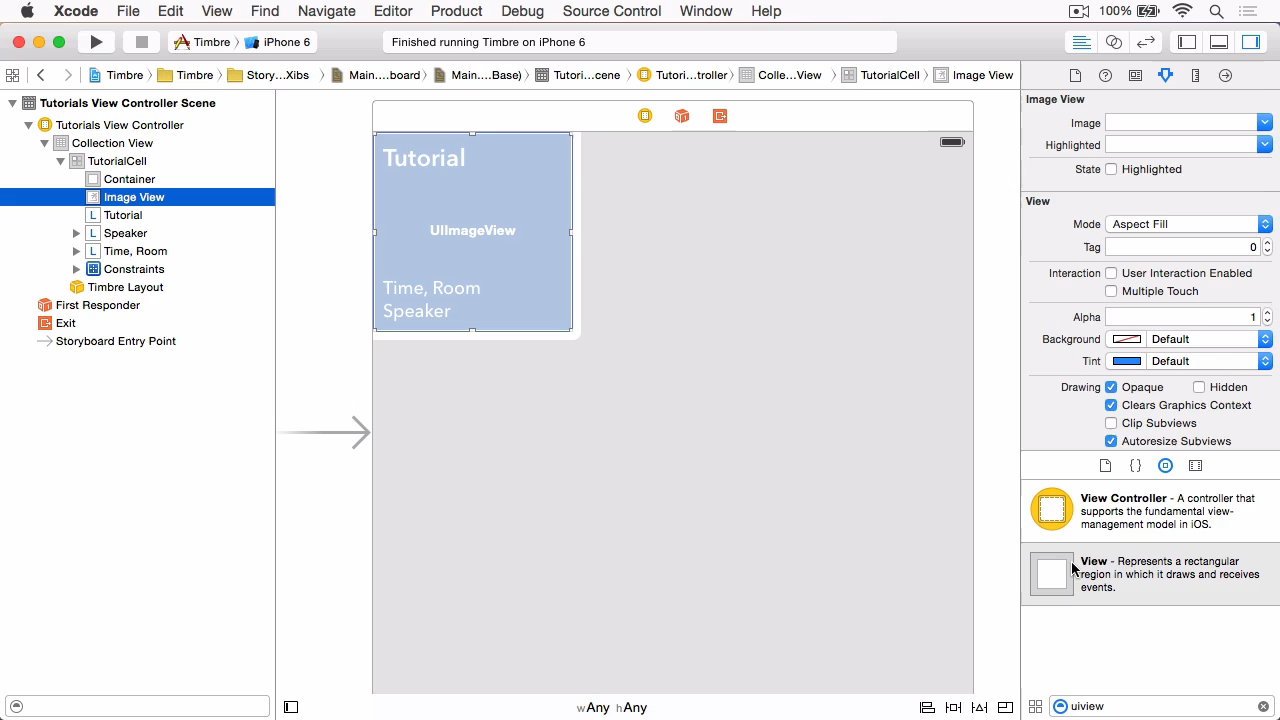 Xcode File Edit View Find Navigate Editor Product Debug Source Control Window Help 100%
Timbre iPhone 6 Finished running Timbre on iPhone 6
Timbre Timbre Story...Xibs Main....board Main....Base) Tutori...cene Tutori...troller Colle...View TutorialCell Image View
Tutorials View Controller Scene
Tutorials View Controller
Collection View
TutorialCell
Container
Image View
L Tutorial
L Speaker
L Time, Room
Constraints
Timbre Layout
First Responder
Exit
Storyboard Entry Point
Tutorial
UIImageView
Time, Room
Speaker
wAny hAny
Image View
Image
Highlighted
State Highlighted
View
Mode Aspect Fill
Tag 0
Interaction User Interaction Enabled
Multiple Touch
Alpha 1
Background Default
Tint Default
Drawing Opaque Hidden
Clears Graphics Context
Clip Subviews
Autoresize Subviews
{}
View Controller - A controller that
supports the fundamental view-
management model in iOS.
View - Represents a rectangular
region in which it draws and receives
events.
uiview